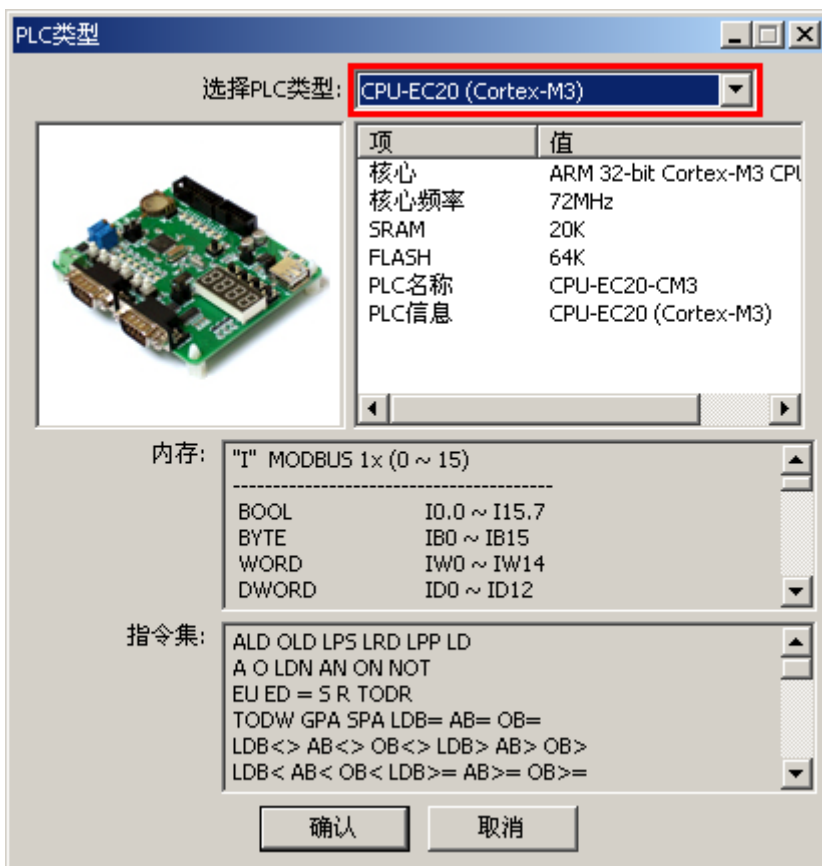 PLC类型
选择PLC类型: CPU-EC20 (Cortex-M3)
项 值
核心 ARM 32-bit Cortex-M3 CPU
核心频率 72MHz
SRAM 20K
FLASH 64K
PLC名称 CPU-EC20-CM3
PLC信息 CPU-EC20 (Cortex-M3)
内存:
"I" MODBUS 1x (0 ~ 15)
----------------------------------------
BOOL I0.0 ~ I15.7
BYTE IB0 ~ IB15
WORD IW0 ~ IW14
DWORD ID0 ~ ID12
指令集:
ALD OLD LPS LRD LPP LD
A O LDN AN ON NOT
EU ED = S R TODR
TODW GPA SPA LDB= AB= OB=
LDB<> AB<> OB<> LDB> AB> OB>
LDB< AB< OB< LDB>= AB>= OB>=
确认 取消